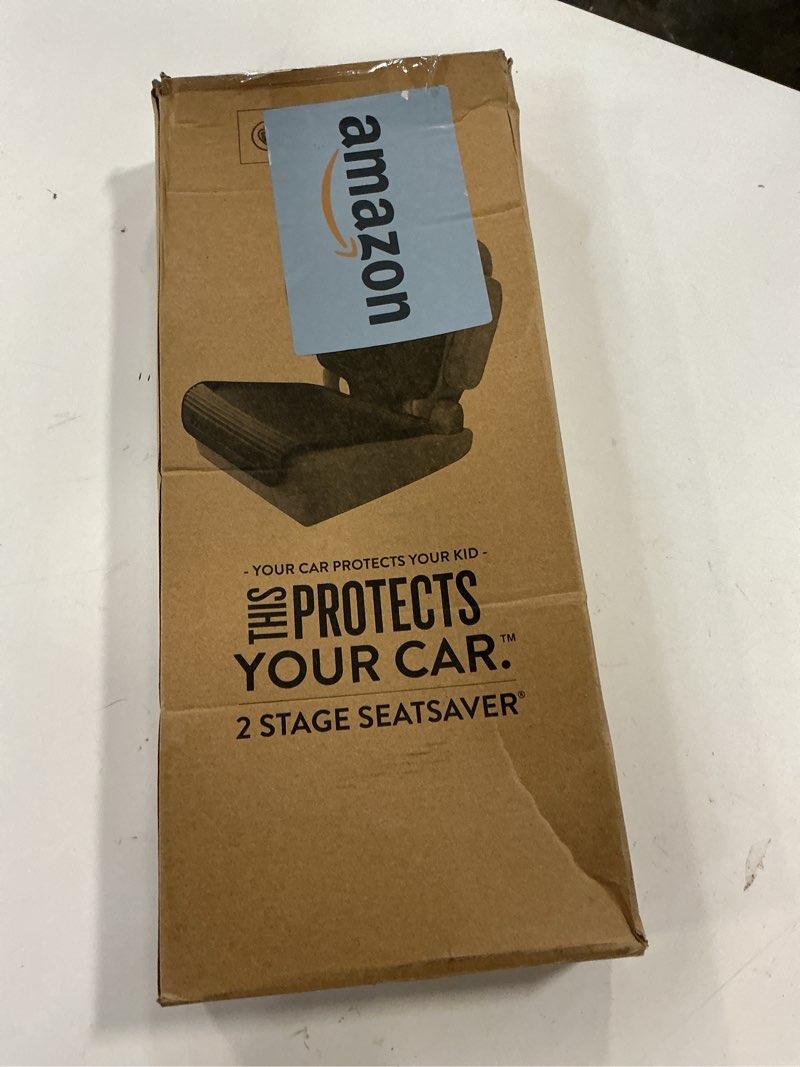 amazon
- YOUR CAR PROTECTS YOUR KID -
THIS PROTECTS
YOUR CAR.™
2 STAGE SEATSAVER®